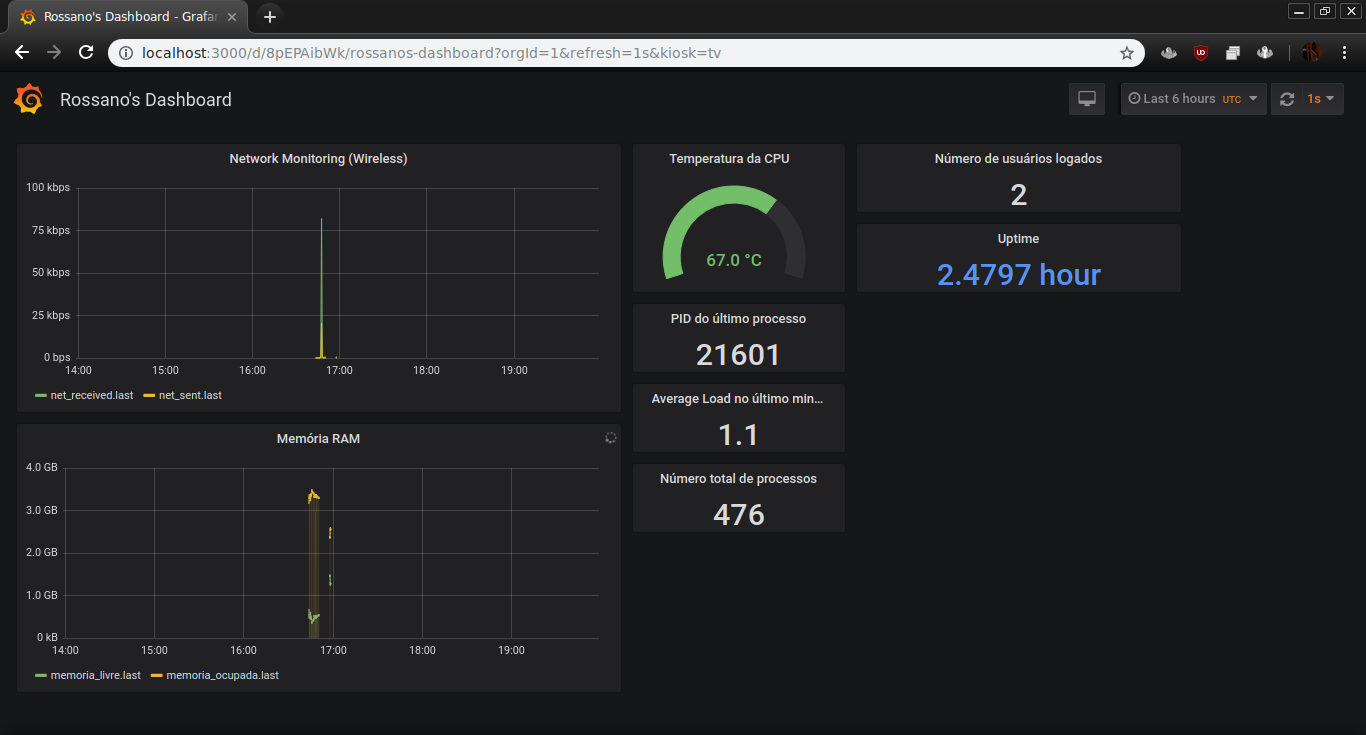 Rossano's Dashboard - Grafan
localhost:3000/d/8pEPAibWk/rossanos-dashboard?orgId=1&refresh=1s&kiosk=tv
Rossano's Dashboard
Last 6 hours UTC
1s
Network Monitoring (Wireless)
100 kbps
75 kbps
50 kbps
25 kbps
0 bps
14:00 15:00 16:00 17:00 18:00 19:00
net_received.last net_sent.last
Memória RAM
4.0 GB
3.0 GB
2.0 GB
1.0 GB
0 kB
14:00 15:00 16:00 17:00 18:00 19:00
memoria_livre.last memoria_ocupada.last
Temperatura da CPU
67.0 °C
PID do último processo
21601
Average Load no último min...
1.1
Número total de processos
476
Número de usuários logados
2
Uptime
2.4797 hour